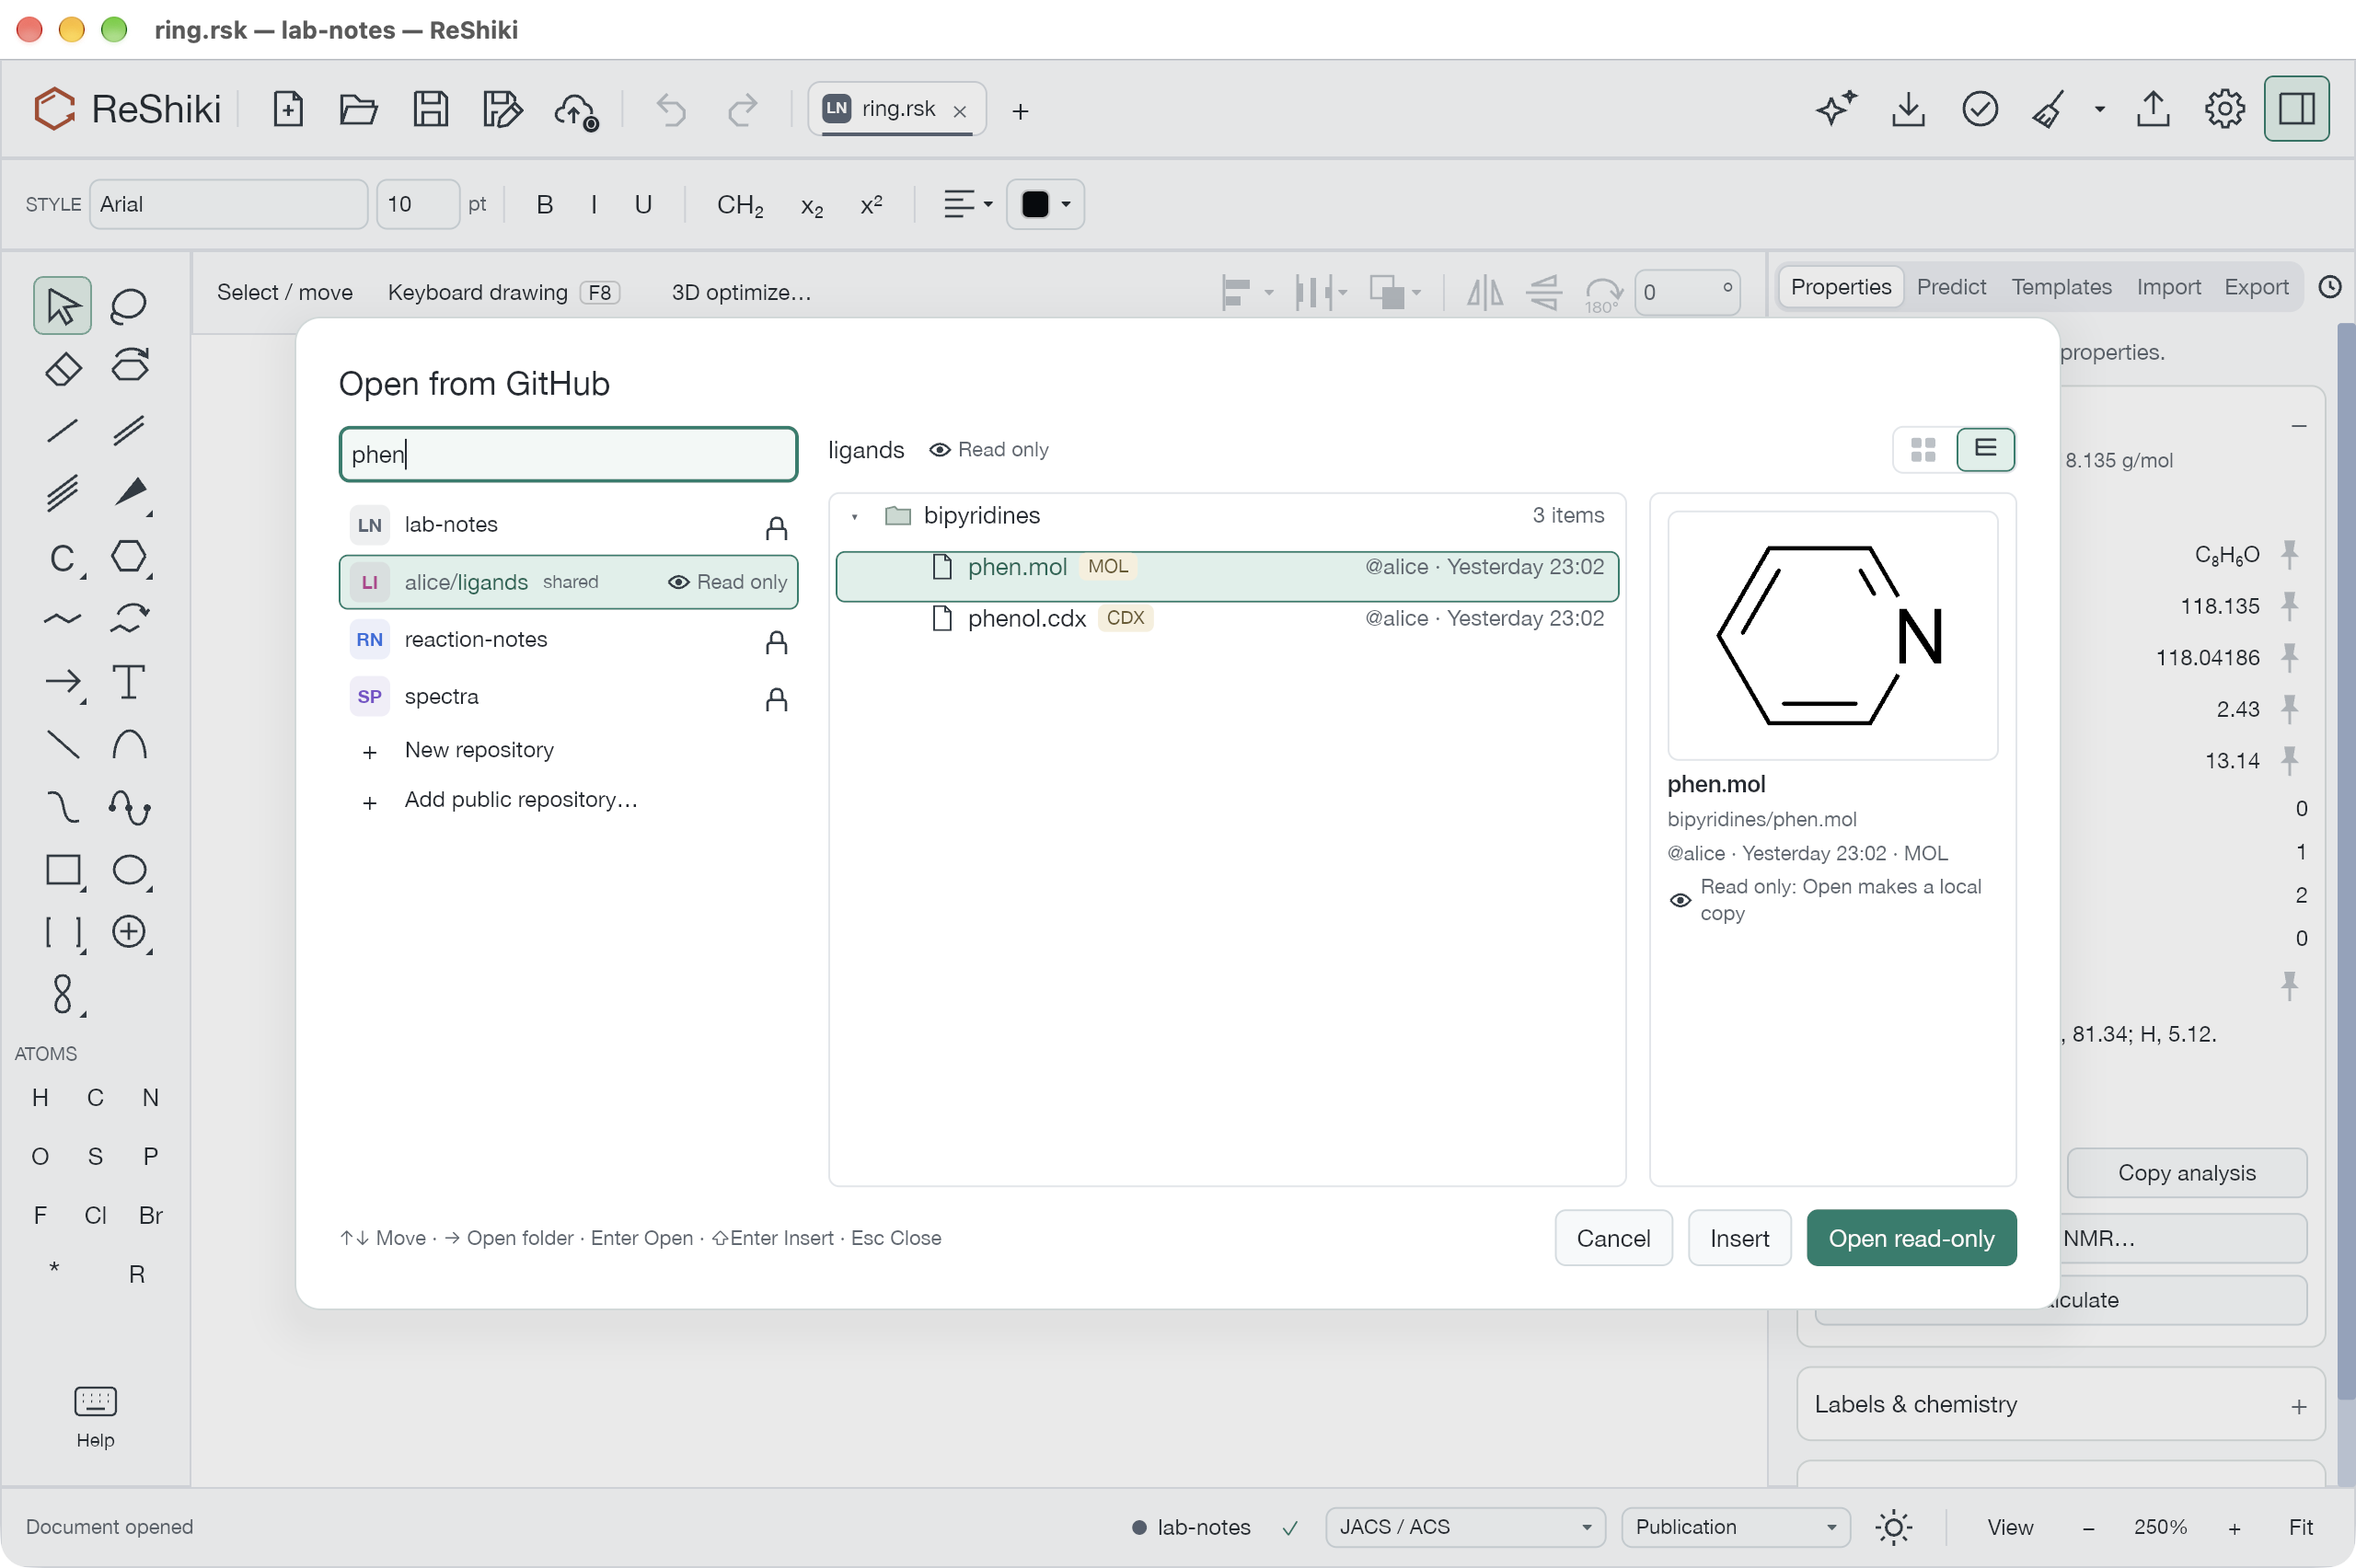 ring.rsk — lab-notes — ReShiki
ReShiki
LN ring.rsk × +
STYLE Arial 10 pt B I U CH₂ x₂ x²
Select / move Keyboard drawing F8 3D optimize… 180° 0 °
Properties Predict Templates Import Export
properties.
8.135 g/mol
C₈H₆O
118.135
118.04186
2.43
13.14
0
1
2
0
, 81.34; H, 5.12.
Copy analysis
NMR…
lculate
Labels & chemistry +
Open from GitHub
phen
LN lab-notes
LI alice/ligands shared Read only
RN reaction-notes
SP spectra
+ New repository
+ Add public repository…
ligands Read only
bipyridines 3 items
phen.mol MOL @alice · Yesterday 23:02
phenol.cdx CDX @alice · Yesterday 23:02
N
phen.mol
bipyridines/phen.mol
@alice · Yesterday 23:02 · MOL
Read only: Open makes a local
copy
↑↓ Move · → Open folder · Enter Open · ⇧Enter Insert · Esc Close
Cancel Insert Open read-only
C
T
[ ]
ATOMS
H C N
O S P
F Cl Br
* R
Help
Document opened
lab-notes ✓ JACS / ACS Publication View − 250% + Fit